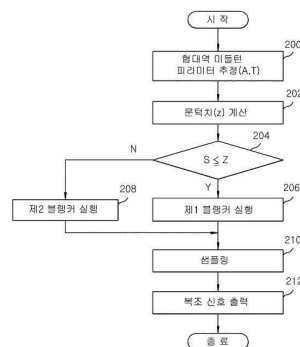 시 작
200
협대역 미들턴
파라미터 추정(A,T)
202
문턱치(z) 계산
204
S ≤ Z
N
Y
208
제2 블랭커 실행
206
제1 블랭커 실행
210
샘플링
212
복조 신호 출력
종 료